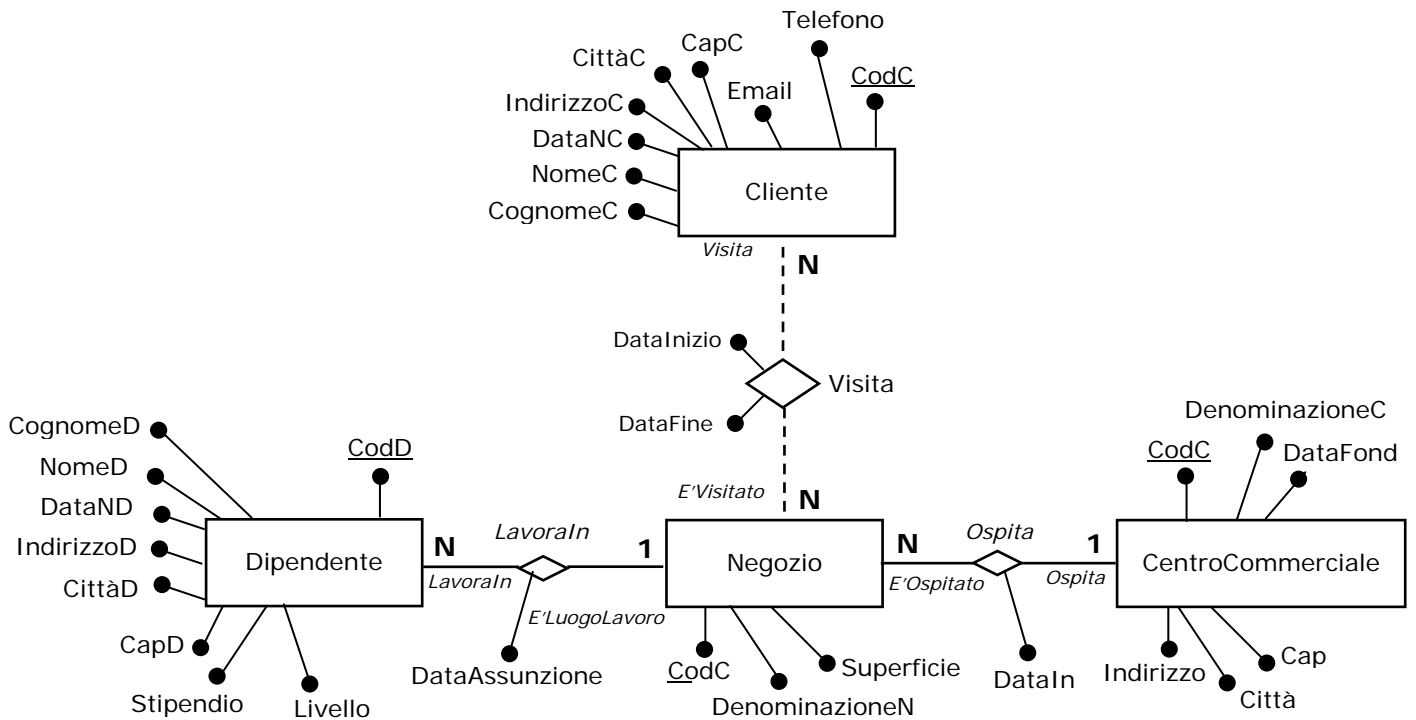 Telefono
CapC
CittàC
CodC
Email
IndirizzoC
DataNC
NomeC
Cliente
CognomeC
Visita
N
DataInizio
Visita
DataFine
DenominazioneC
CognomeD
CodD
CodC
DataFond
NomeD
E'Visitato
N
DataND
LavoraIn
Ospita
IndirizzoD
Dipendente
N
1
Negozio
N
1
CentroCommerciale
LavoraIn
E'Ospitato
Ospita
CittàD
E'LuogoLavoro
CapD
DataAssunzione
CodC
Superficie
DataIn
Indirizzo
Cap
Stipendio
Livello
DenominazioneN
Città